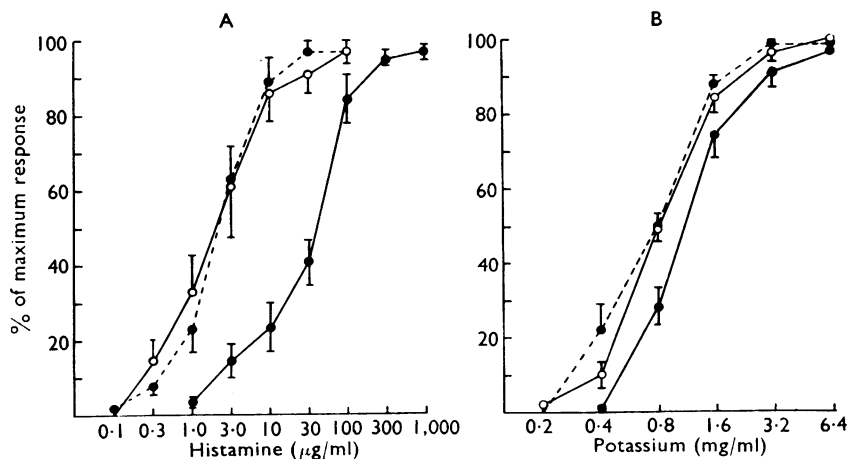 A
B
% of maximum response
100
80
60
40
20
0·1 0·3 1·0 3·0 10 30 100 300 1,000
Histamine (μg/ml)
100
80
60
40
20
0·2 0·4 0·8 1·6 3·2 6·4
Potassium (mg/ml)